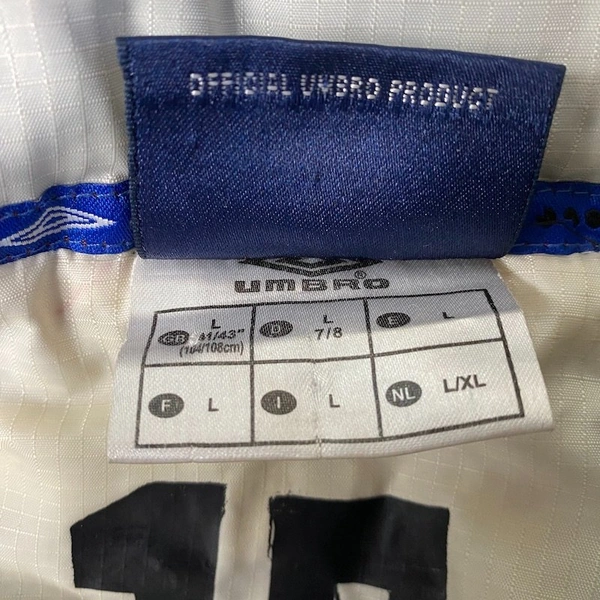 OFFICIAL UMBRO PRODUCT
UMBRO
GB L 41/43" (104/108cm)
D L 7/8
E L
F L
I L
NL L/XL